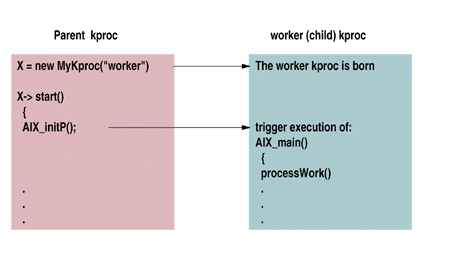 Parent kproc
X = new MyKproc("worker")
X-> start()
{
AIX_initP();
.
.
.
worker (child) kproc
The worker kproc is born
trigger execution of:
AIX_main()
{
processWork()
.
.
.